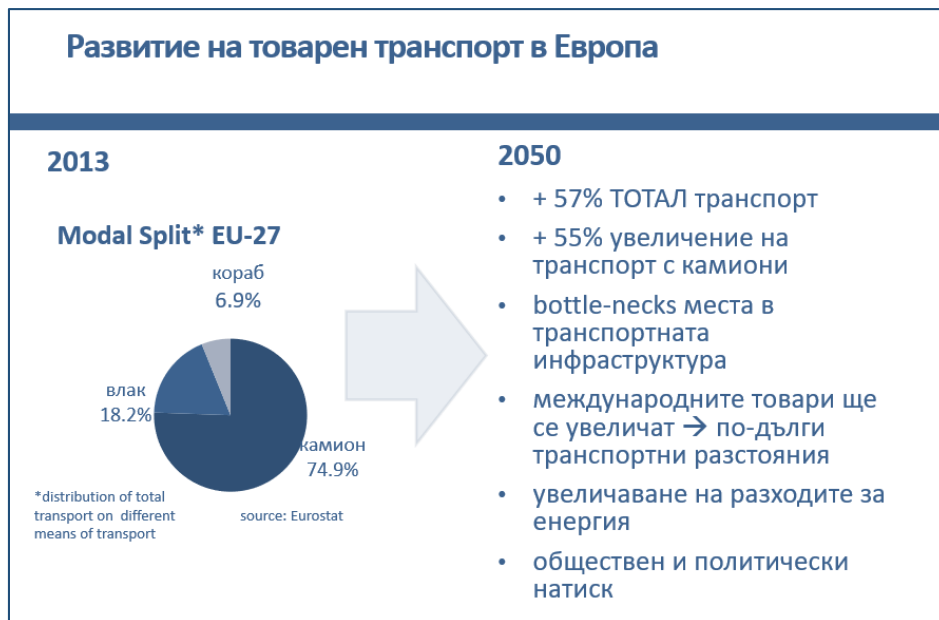 Развитие на товарен транспорт в Европа
2013
Modal Split* EU-27
кораб
6.9%
влак
18.2%
камион
74.9%
*distribution of total
transport on different
means of transport
source: Eurostat
2050
• + 57% ТОТАЛ транспорт
• + 55% увеличение на
транспорт с камиони
• bottle-necks места в
транспортната
инфраструктура
• международните товари ще
се увеличат → по-дълги
транспортни разстояния
• увеличаване на разходите за
енергия
• обществен и политически
натиск